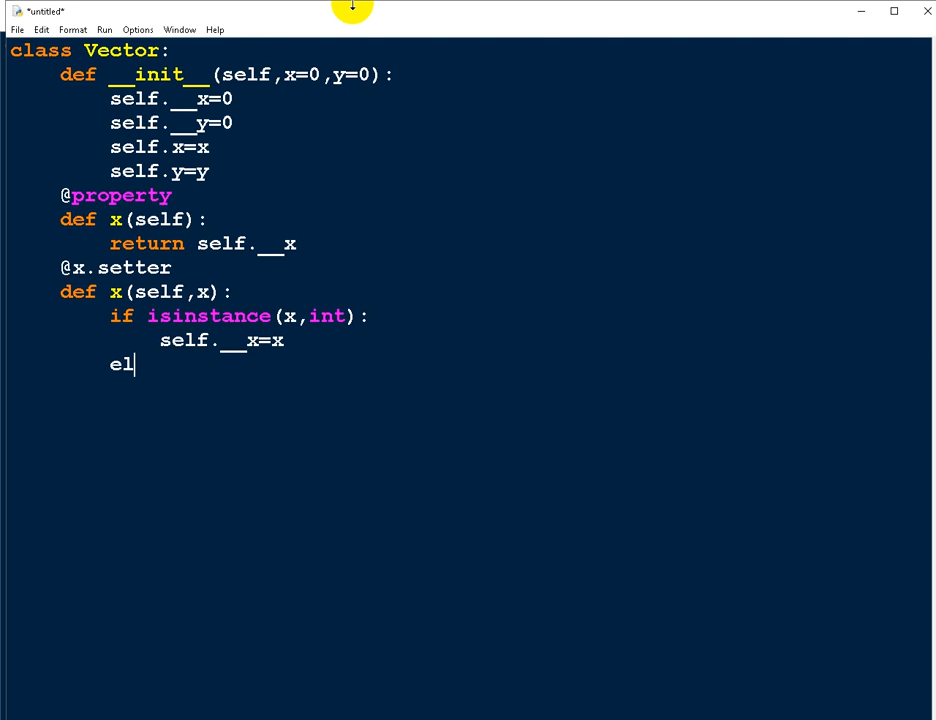 *untitled*
File Edit Format Run Options Window Help
class Vector:
    def __init__(self,x=0,y=0):
        self.__x=0
        self.__y=0
        self.x=x
        self.y=y
    @property
    def x(self):
        return self.__x
    @x.setter
    def x(self,x):
        if isinstance(x,int):
            self.__x=x
        el